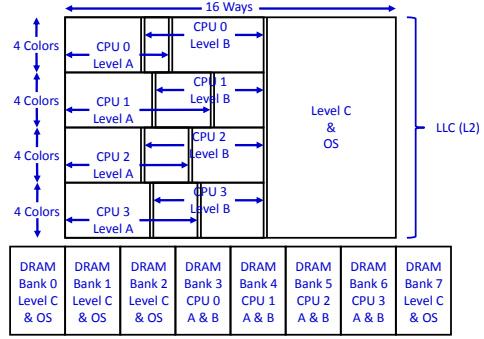 16 Ways
4 Colors
CPU 0
Level A
CPU 0
Level B
4 Colors
CPU 1
Level A
CPU 1
Level B
4 Colors
CPU 2
Level A
CPU 2
Level B
4 Colors
CPU 3
Level A
CPU 3
Level B
Level C
&
OS
LLC (L2)
DRAM
Bank 0
Level C
& OS
DRAM
Bank 1
Level C
& OS
DRAM
Bank 2
Level C
& OS
DRAM
Bank 3
CPU 0
A & B
DRAM
Bank 4
CPU 1
A & B
DRAM
Bank 5
CPU 2
A & B
DRAM
Bank 6
CPU 3
A & B
DRAM
Bank 7
Level C
& OS